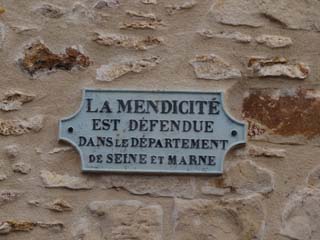 LA MENDICITÉ
EST DÉFENDUE
DANS LE DÉPARTEMENT
DE SEINE ET MARNE